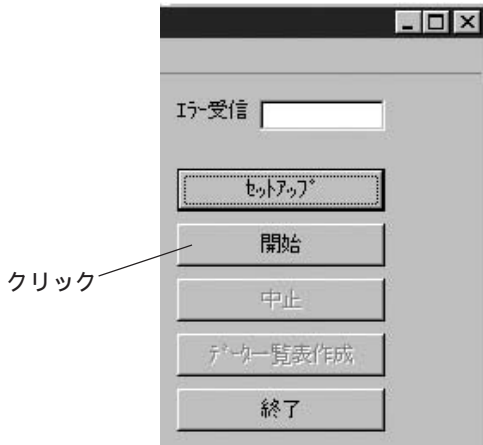 エラー受信
セットアップ
開始
クリック
中止
データ一覧表作成
終了